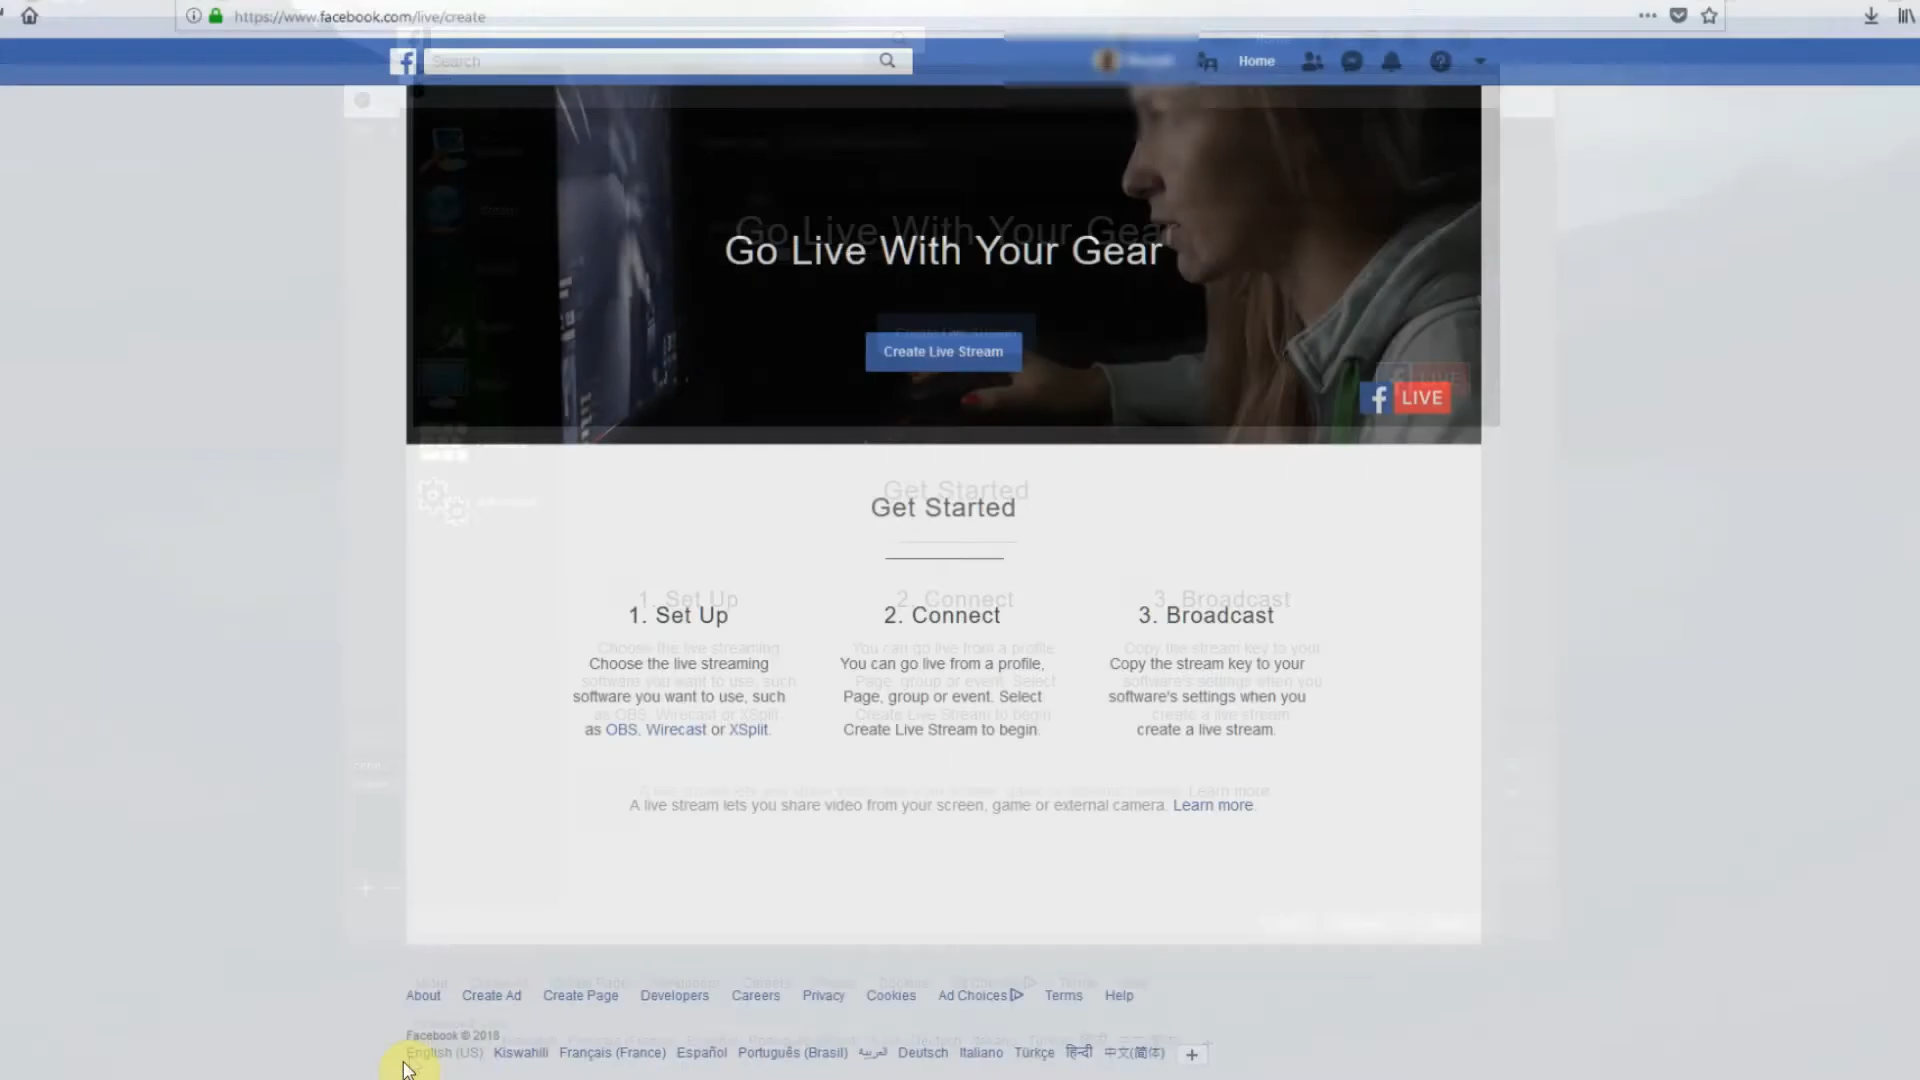 https://www.facebook.com/live/create
f Search
Home
Go Live With Your Gear
Create Live Stream
f LIVE
Get Started
1. Set Up
Choose the live streaming
software you want to use, such
as OBS, Wirecast or XSplit.
2. Connect
You can go live from a profile,
Page, group or event. Select
Create Live Stream to begin.
3. Broadcast
Copy the stream key to your
software's settings when you
create a live stream.
A live stream lets you share video from your screen, game or external camera. Learn more.
About Create Ad Create Page Developers Careers Privacy Cookies Ad Choices Terms Help
Facebook © 2018
English (US) Kiswahili Français (France) Español Português (Brasil) العربية Deutsch Italiano Türkçe हिन्दी 中文(简体) +